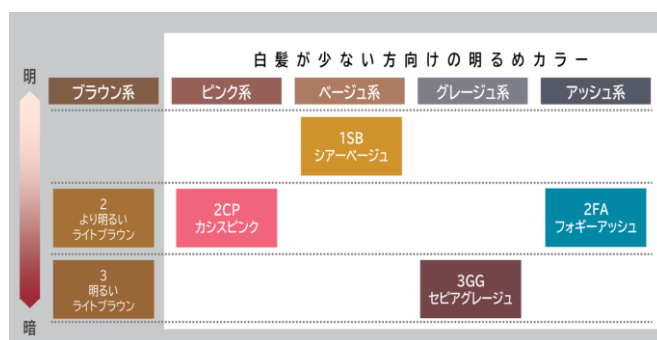 白髪が少ない方向けの明るめカラー
明
ブラウン系
ピンク系
ベージュ系
グレージュ系
アッシュ系
1SB
シアーベージュ
2
より明るい
ライトブラウン
2CP
カシスピンク
2FA
フォギーアッシュ
3
明るい
ライトブラウン
3GG
セピアグレージュ
暗